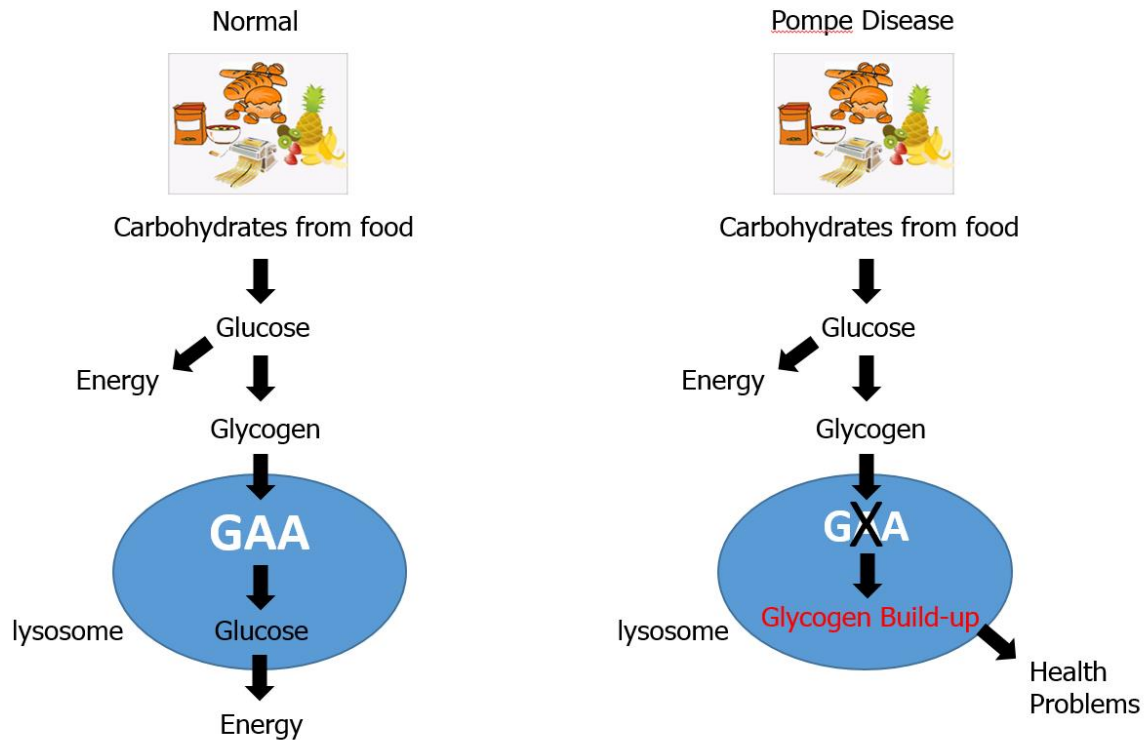 Normal
Carbohydrates from food
Glucose
Energy
Glycogen
GAA
lysosome
Glucose
Energy
Pompe Disease
Carbohydrates from food
Glucose
Energy
Glycogen
GAA
lysosome
Glycogen Build-up
Health
Problems